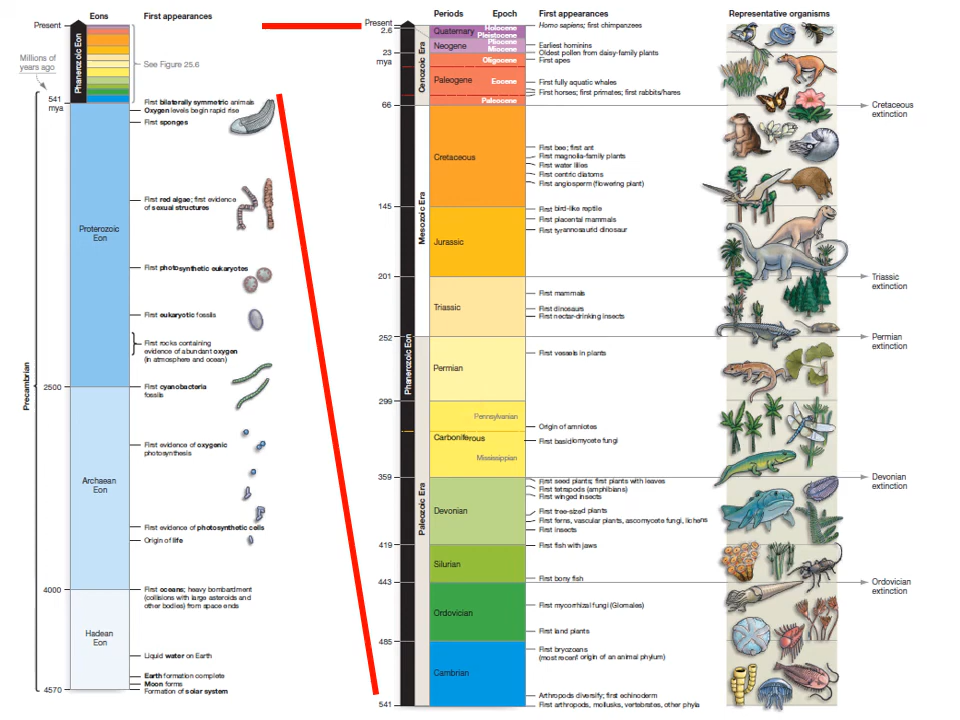 Eons
First appearances
Present
Millions of
years ago
Phanerozoic Eon
See Figure 25.6
541
mya
First bilaterally symmetric animals
Oxygen levels begin rapid rise
First sponges
First red algae; first evidence
of sexual structures
Proterozoic
Eon
First photosynthetic eukaryotes
First eukaryotic fossils
First rocks containing
evidence of abundant oxygen
(in atmosphere and ocean)
Precambrian
2500
First cyanobacteria
fossils
First evidence of oxygenic
photosynthesis
Archaean
Eon
First evidence of photosynthetic cells
Origin of life
4000
First oceans; heavy bombardment
(collisions with large asteroids and
other bodies) from space ends
Hadean
Eon
Liquid water on Earth
Earth formation complete
Moon forms
4570
Formation of solar system
Periods
Epoch
First appearances
Representative organisms
Present
2.6
23
mya
66
145
201
252
299
359
419
443
485
541
Phanerozoic Eon
Cenozoic Era
Mesozoic Era
Paleozoic Era
Quaternary
Holocene
Pleistocene
Homo sapiens; first chimpanzees
Neogene
Pliocene
Miocene
Earliest hominins
Oldest pollen from daisy-family plants
Oligocene
First apes
Paleogene
Eocene
First fully aquatic whales
First horses; first primates; first rabbits/hares
Paleocene
Cretaceous
extinction
Cretaceous
First bee; first ant
First magnolia-family plants
First water lilies
First centric diatoms
First angiosperm (flowering plant)
Jurassic
First bird-like reptile
First placental mammals
First tyrannosaurid dinosaur
Triassic
extinction
Triassic
First mammals
First dinosaurs
First nectar-drinking insects
Permian
extinction
Permian
First vessels in plants
Pennsylvanian
Carboniferous
Mississippian
Origin of amniotes
First basidiomycete fungi
Devonian
extinction
Devonian
First seed plants; first plants with leaves
First tetrapods (amphibians)
First winged insects
First tree-sized plants
First ferns, vascular plants, ascomycete fungi, lichens
First insects
Silurian
First fish with jaws
First bony fish
Ordovician
extinction
Ordovician
First mycorrhizal fungi (Glomales)
First land plants
Cambrian
First bryozoans
(most recent origin of an animal phylum)
Arthropods diversify; first echinoderm
First arthropods, mollusks, vertebrates, other phyla